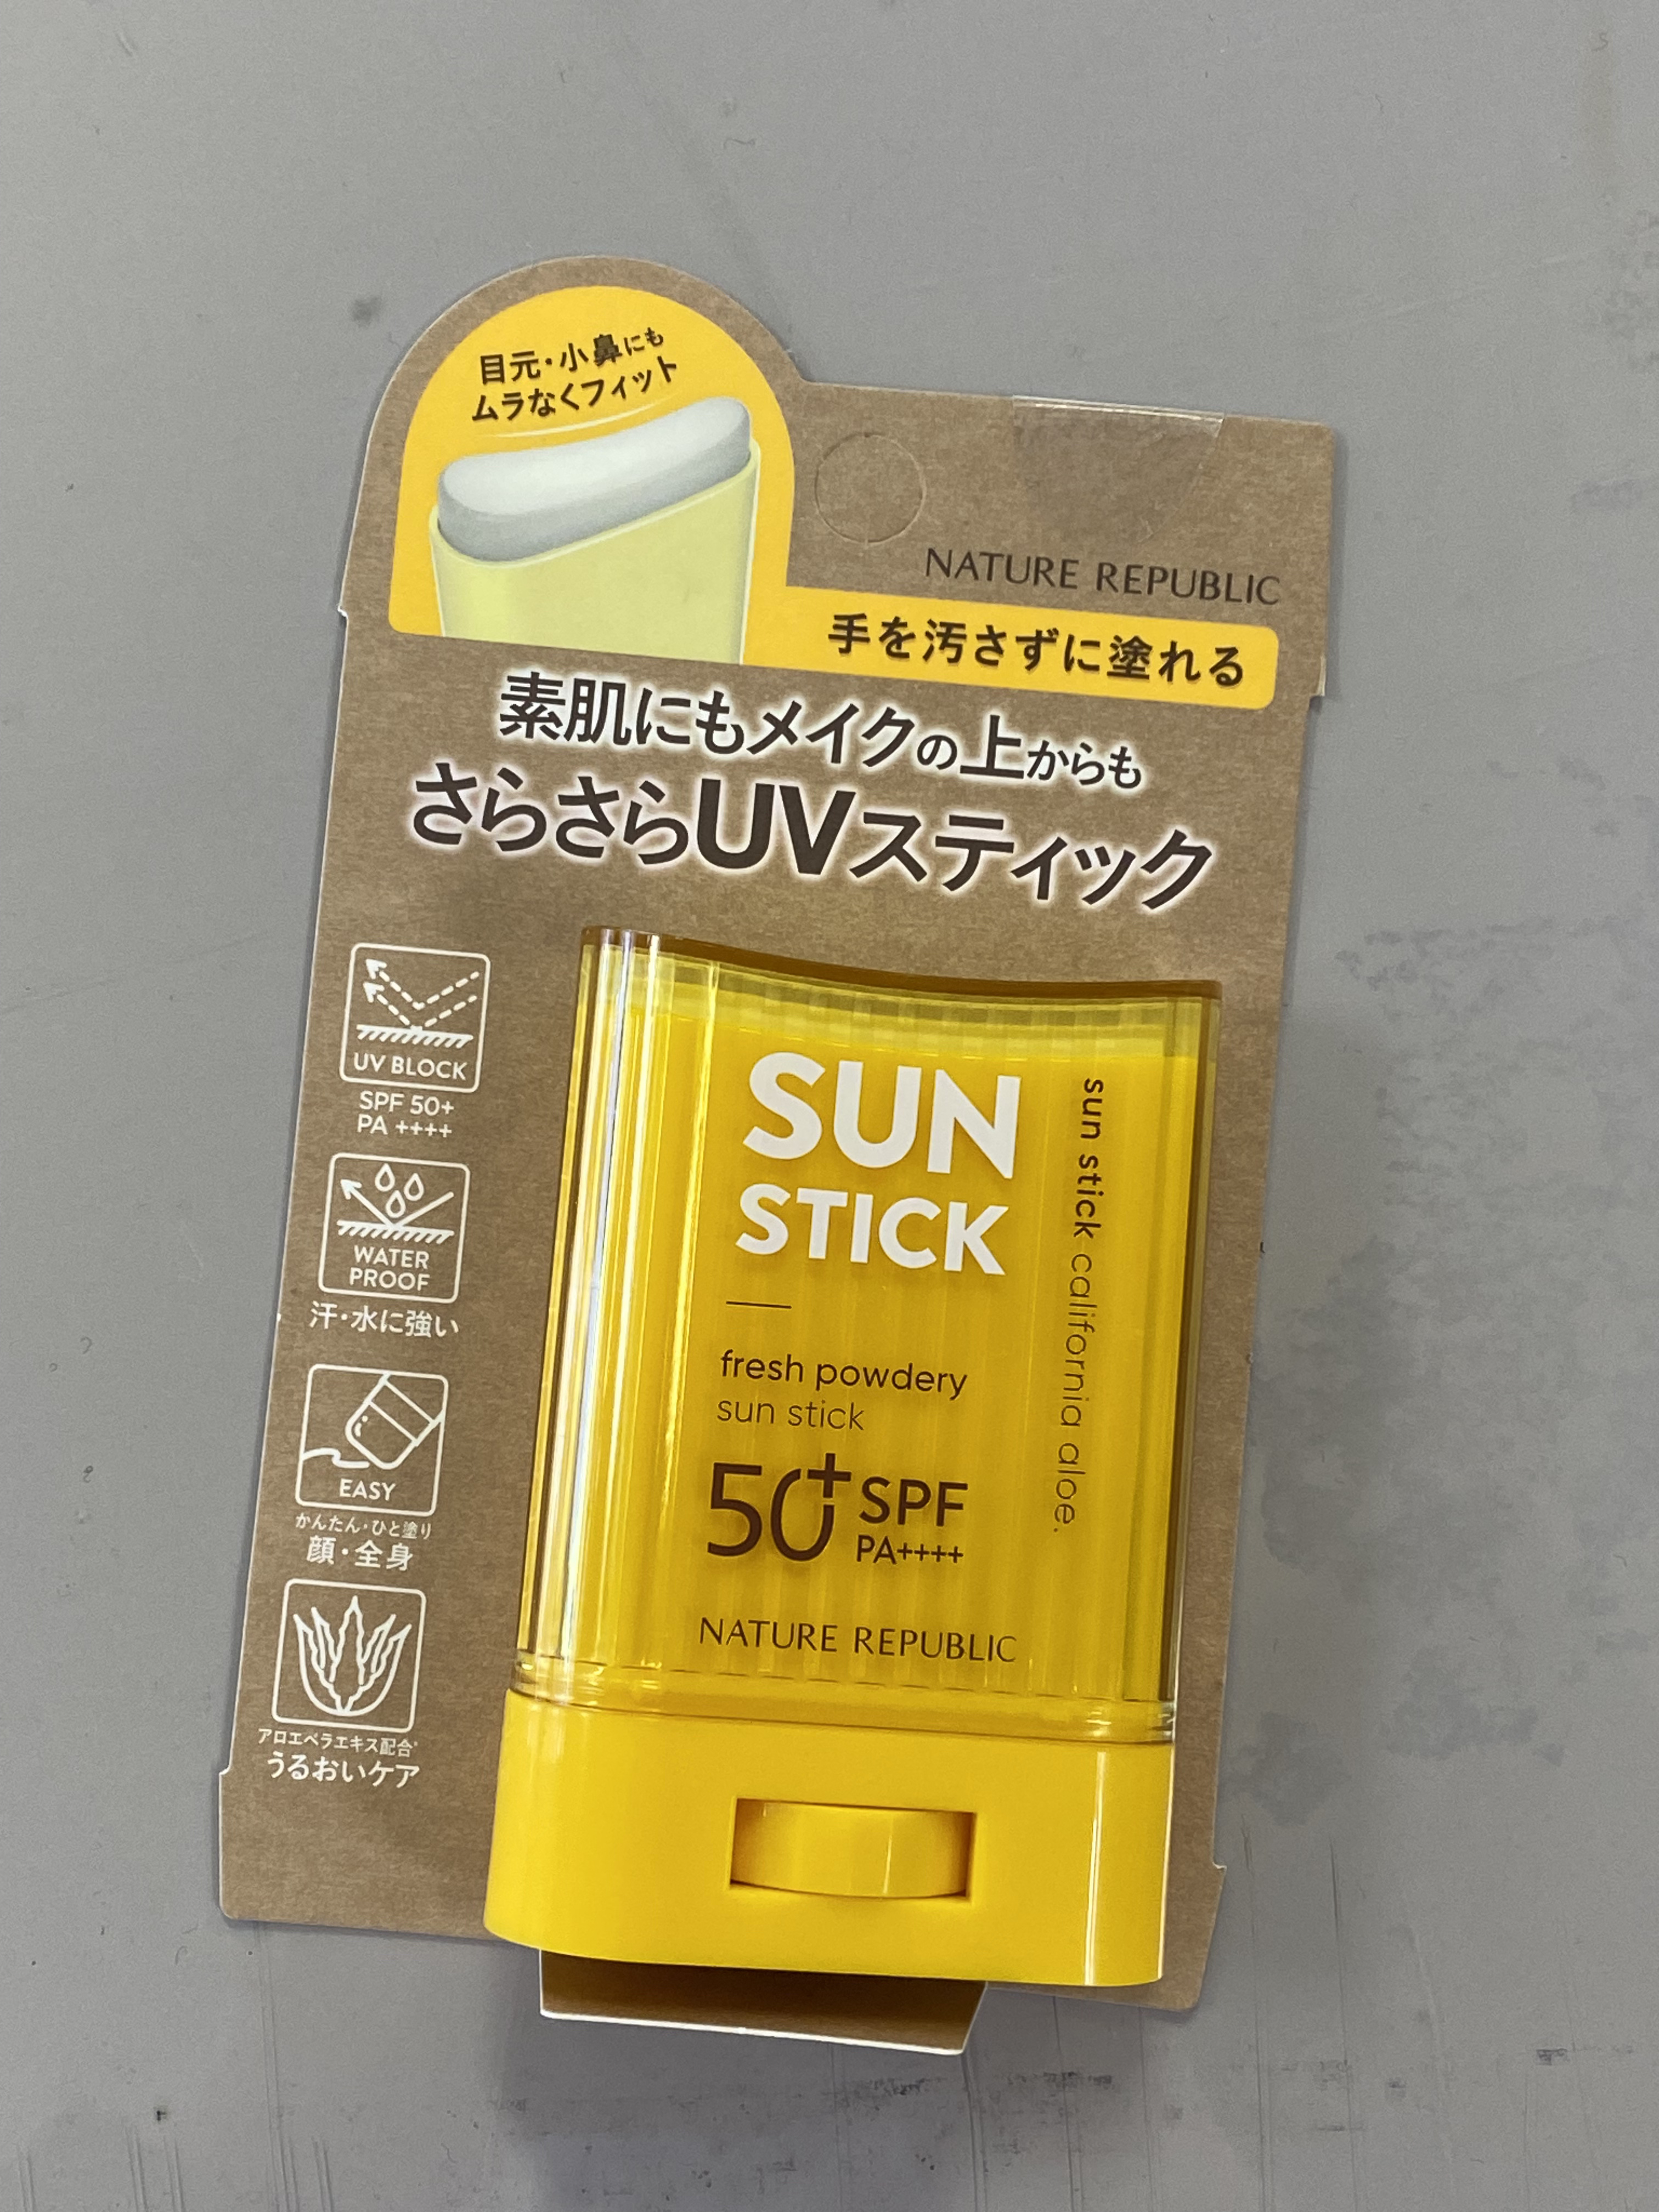 目元・小鼻にも
ムラなくフィット
NATURE REPUBLIC
手を汚さずに塗れる
素肌にもメイクの上からも
さらさらUVスティック
UV BLOCK
SPF 50+
PA ++++
WATER
PROOF
汗・水に強い
EASY
かんたん・ひと塗り
顔・全身
アロエベラエキス配合*
うるおいケア
SUN
STICK
fresh powdery
sun stick
50+ SPF
PA++++
NATURE REPUBLIC
sun stick california aloe.